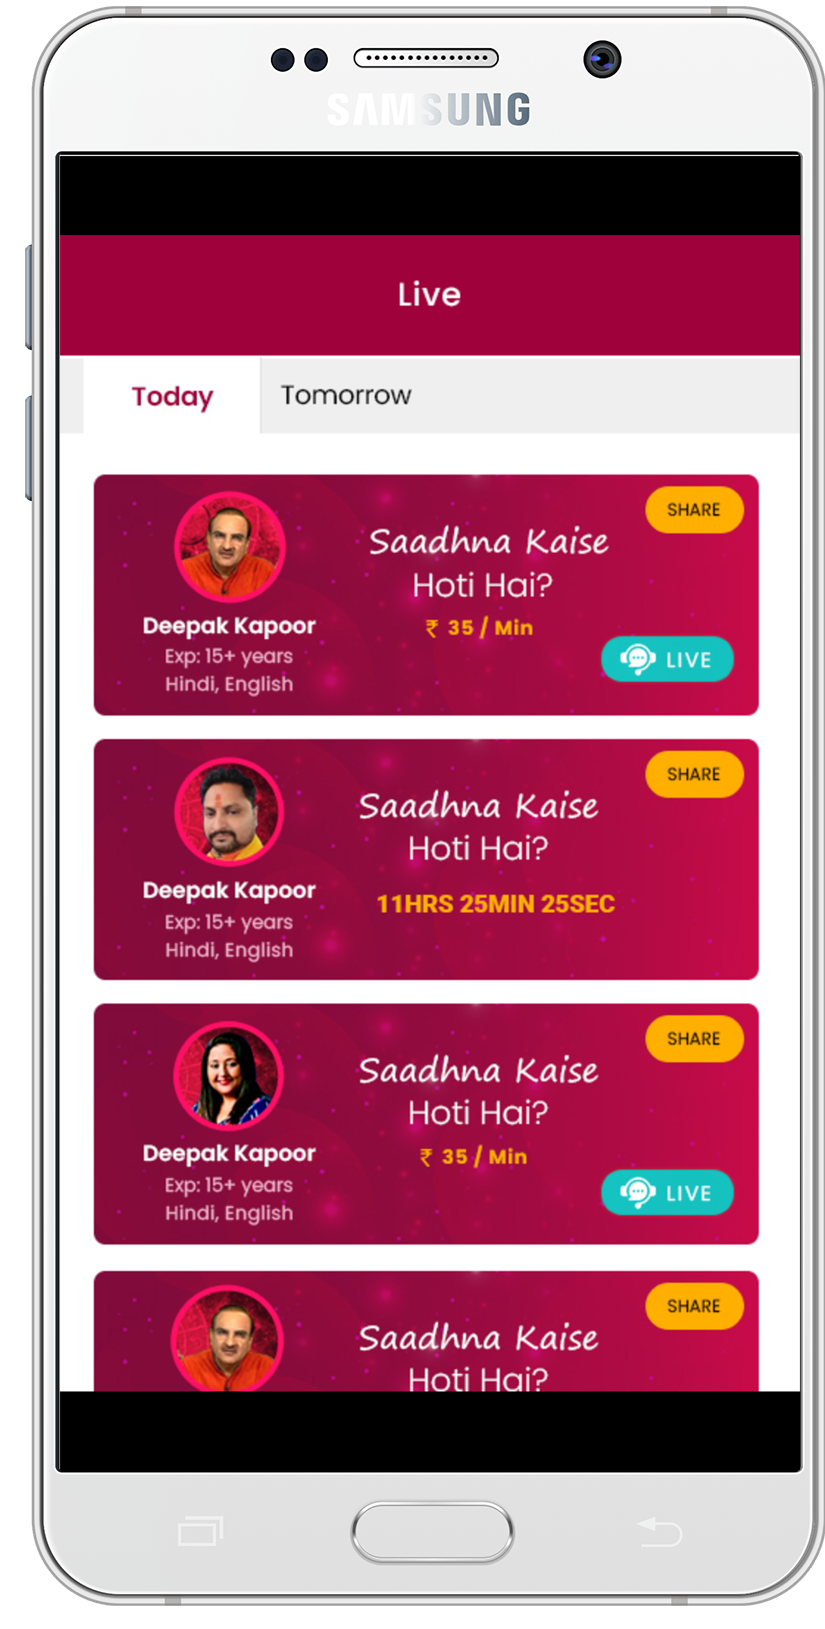 SAMSUNG
Live
Today
Tomorrow
SHARE
Saadhna Kaise
Hoti Hai?
₹ 35 / Min
Deepak Kapoor
Exp: 15+ years
Hindi, English
LIVE
SHARE
Saadhna Kaise
Hoti Hai?
11HRS 25MIN 25SEC
Deepak Kapoor
Exp: 15+ years
Hindi, English
SHARE
Saadhna Kaise
Hoti Hai?
₹ 35 / Min
Deepak Kapoor
Exp: 15+ years
Hindi, English
LIVE
SHARE
Saadhna Kaise
Hoti Hai?